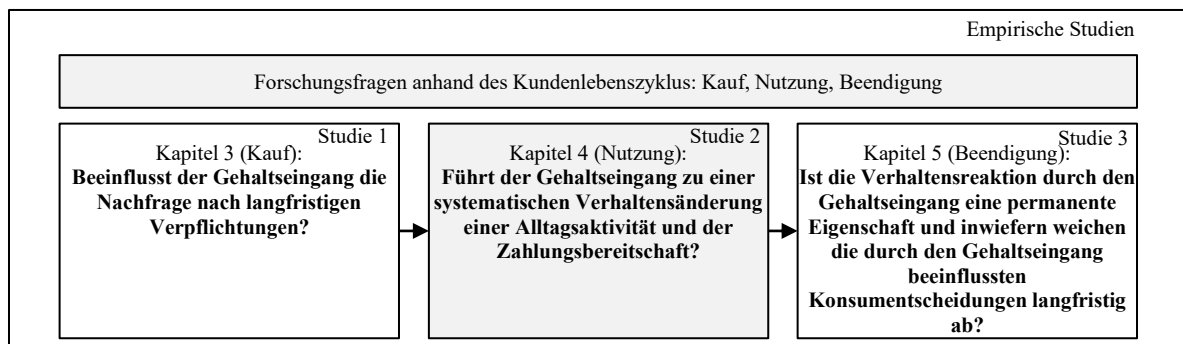 Empirische Studien
Forschungsfragen anhand des Kundenlebenszyklus: Kauf, Nutzung, Beendigung
Studie 1
Kapitel 3 (Kauf):
Beeinflusst der Gehaltseingang die
Nachfrage nach langfristigen
Verpflichtungen?
Studie 2
Kapitel 4 (Nutzung):
Führt der Gehaltseingang zu einer
systematischen Verhaltensänderung
einer Alltagsaktivität und der
Zahlungsbereitschaft?
Studie 3
Kapitel 5 (Beendigung):
Ist die Verhaltensreaktion durch den
Gehaltseingang eine permanente
Eigenschaft und inwiefern weichen
die durch den Gehaltseingang
beeinflussten
Konsumentscheidungen langfristig
ab?